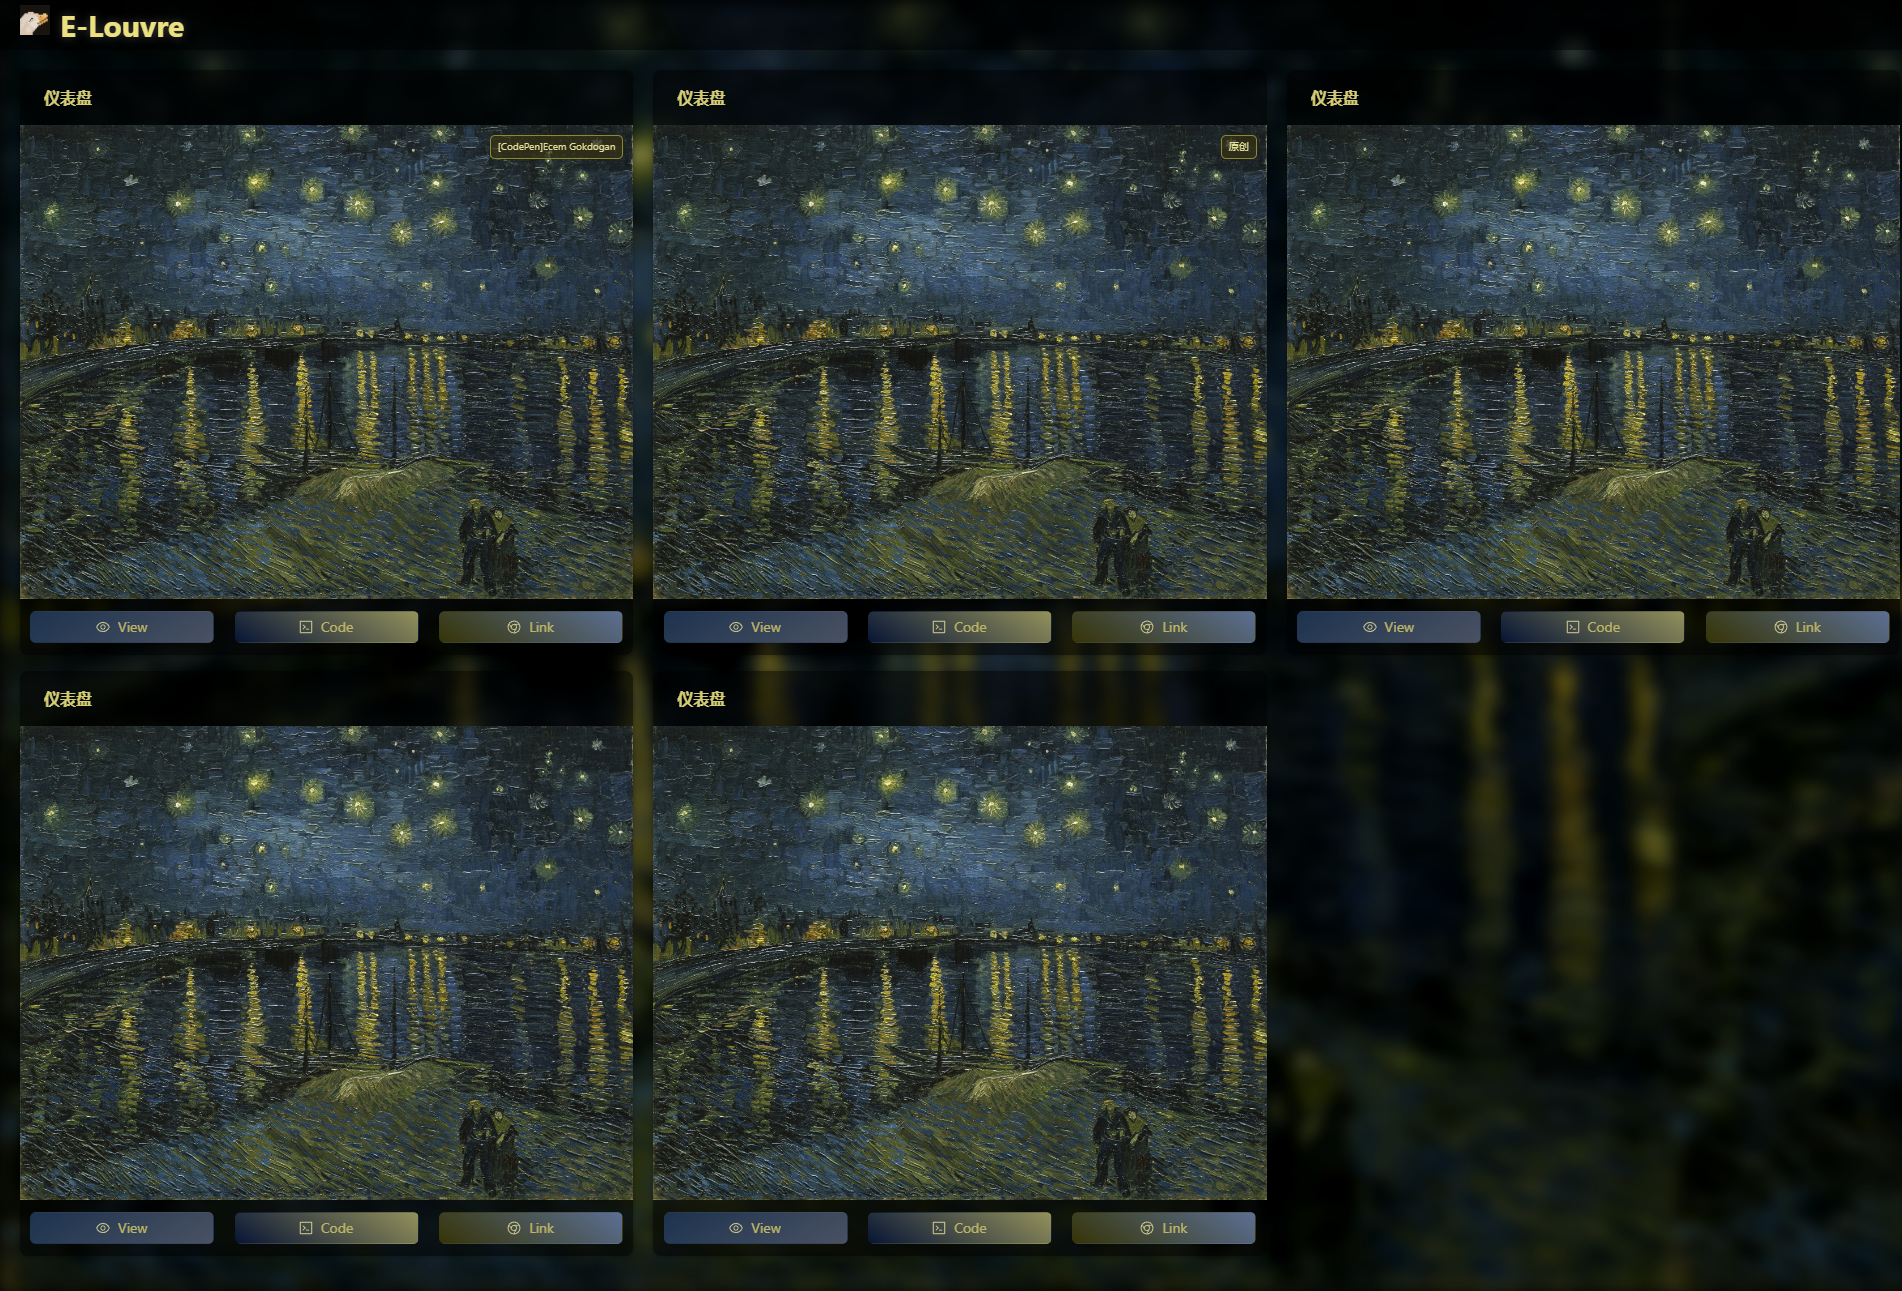 E-Louvre
仪表盘
[CodePen]Ecem Gokdogan
View
Code
Link
仪表盘
原创
View
Code
Link
仪表盘
View
Code
Link
仪表盘
View
Code
Link
仪表盘
View
Code
Link